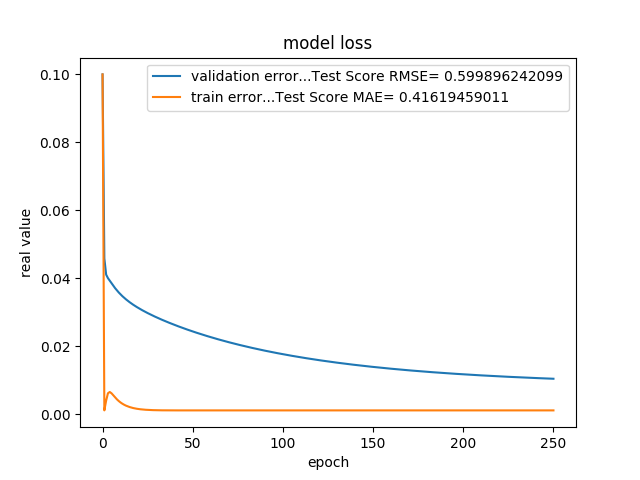 model loss
validation error...Test Score RMSE= 0.599896242099
train error...Test Score MAE= 0.41619459011
real value
0.10
0.08
0.06
0.04
0.02
0.00
0 50 100 150 200 250
epoch